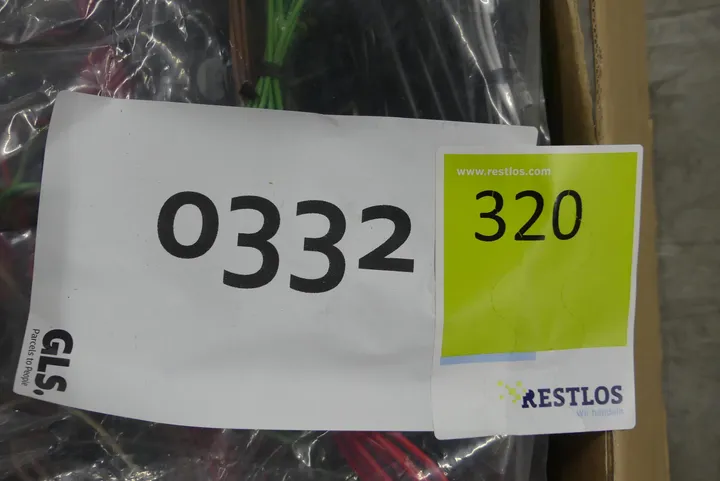 0332
GLS.
Parcels to People
www.restlos.com
320
RESTLOS
Wir handeln